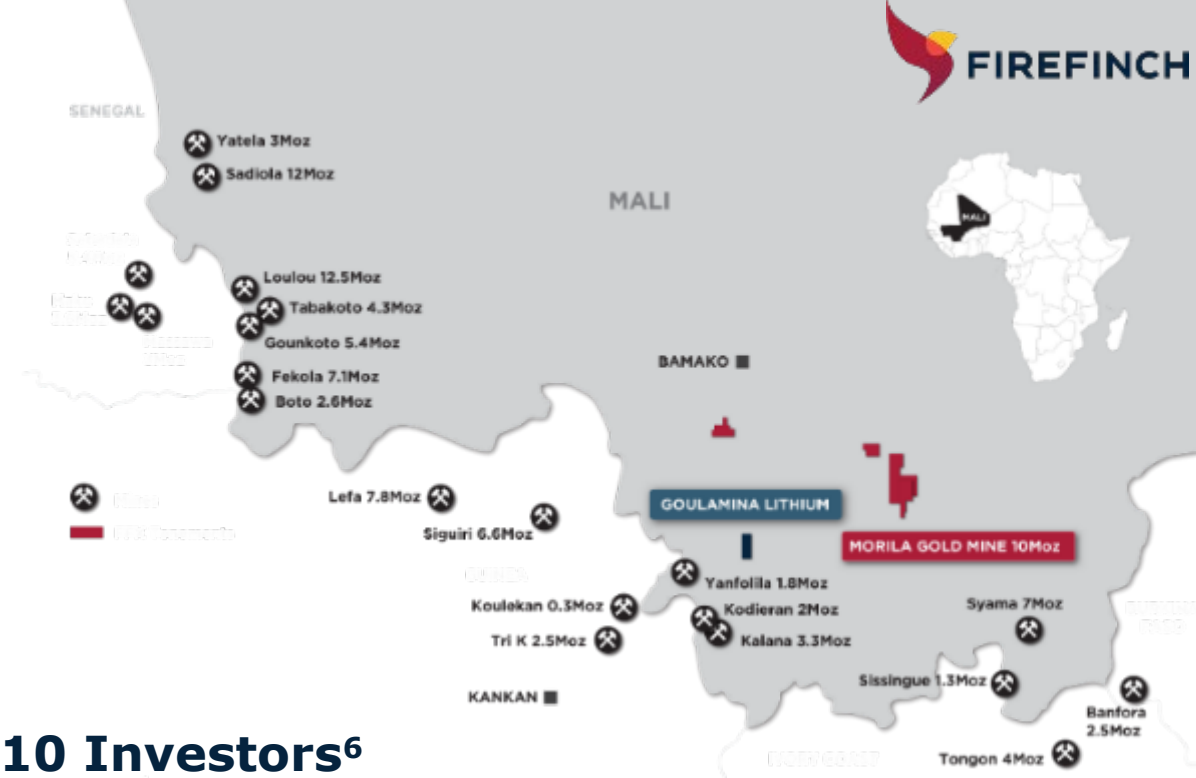 FIREFINCH
SENEGAL
Yatela 3Moz
Sadiola 12Moz
MALI
MALI
Loulou 12.5Moz
Tabakoto 4.3Moz
Gounkoto 5.4Moz
BAMAKO
Fekola 7.1Moz
Boto 2.6Moz
Lefa 7.8Moz
GOULAMINA LITHIUM
Siguiri 6.6Moz
MORILA GOLD MINE 10Moz
Yanfolila 1.8Moz
Koulekan 0.3Moz
Kodieran 2Moz
Syama 7Moz
Tri K 2.5Moz
Kalana 3.3Moz
Sissingue 1.3Moz
KANKAN
Banfora
2.5Moz
Tongon 4Moz
10 Investors⁶